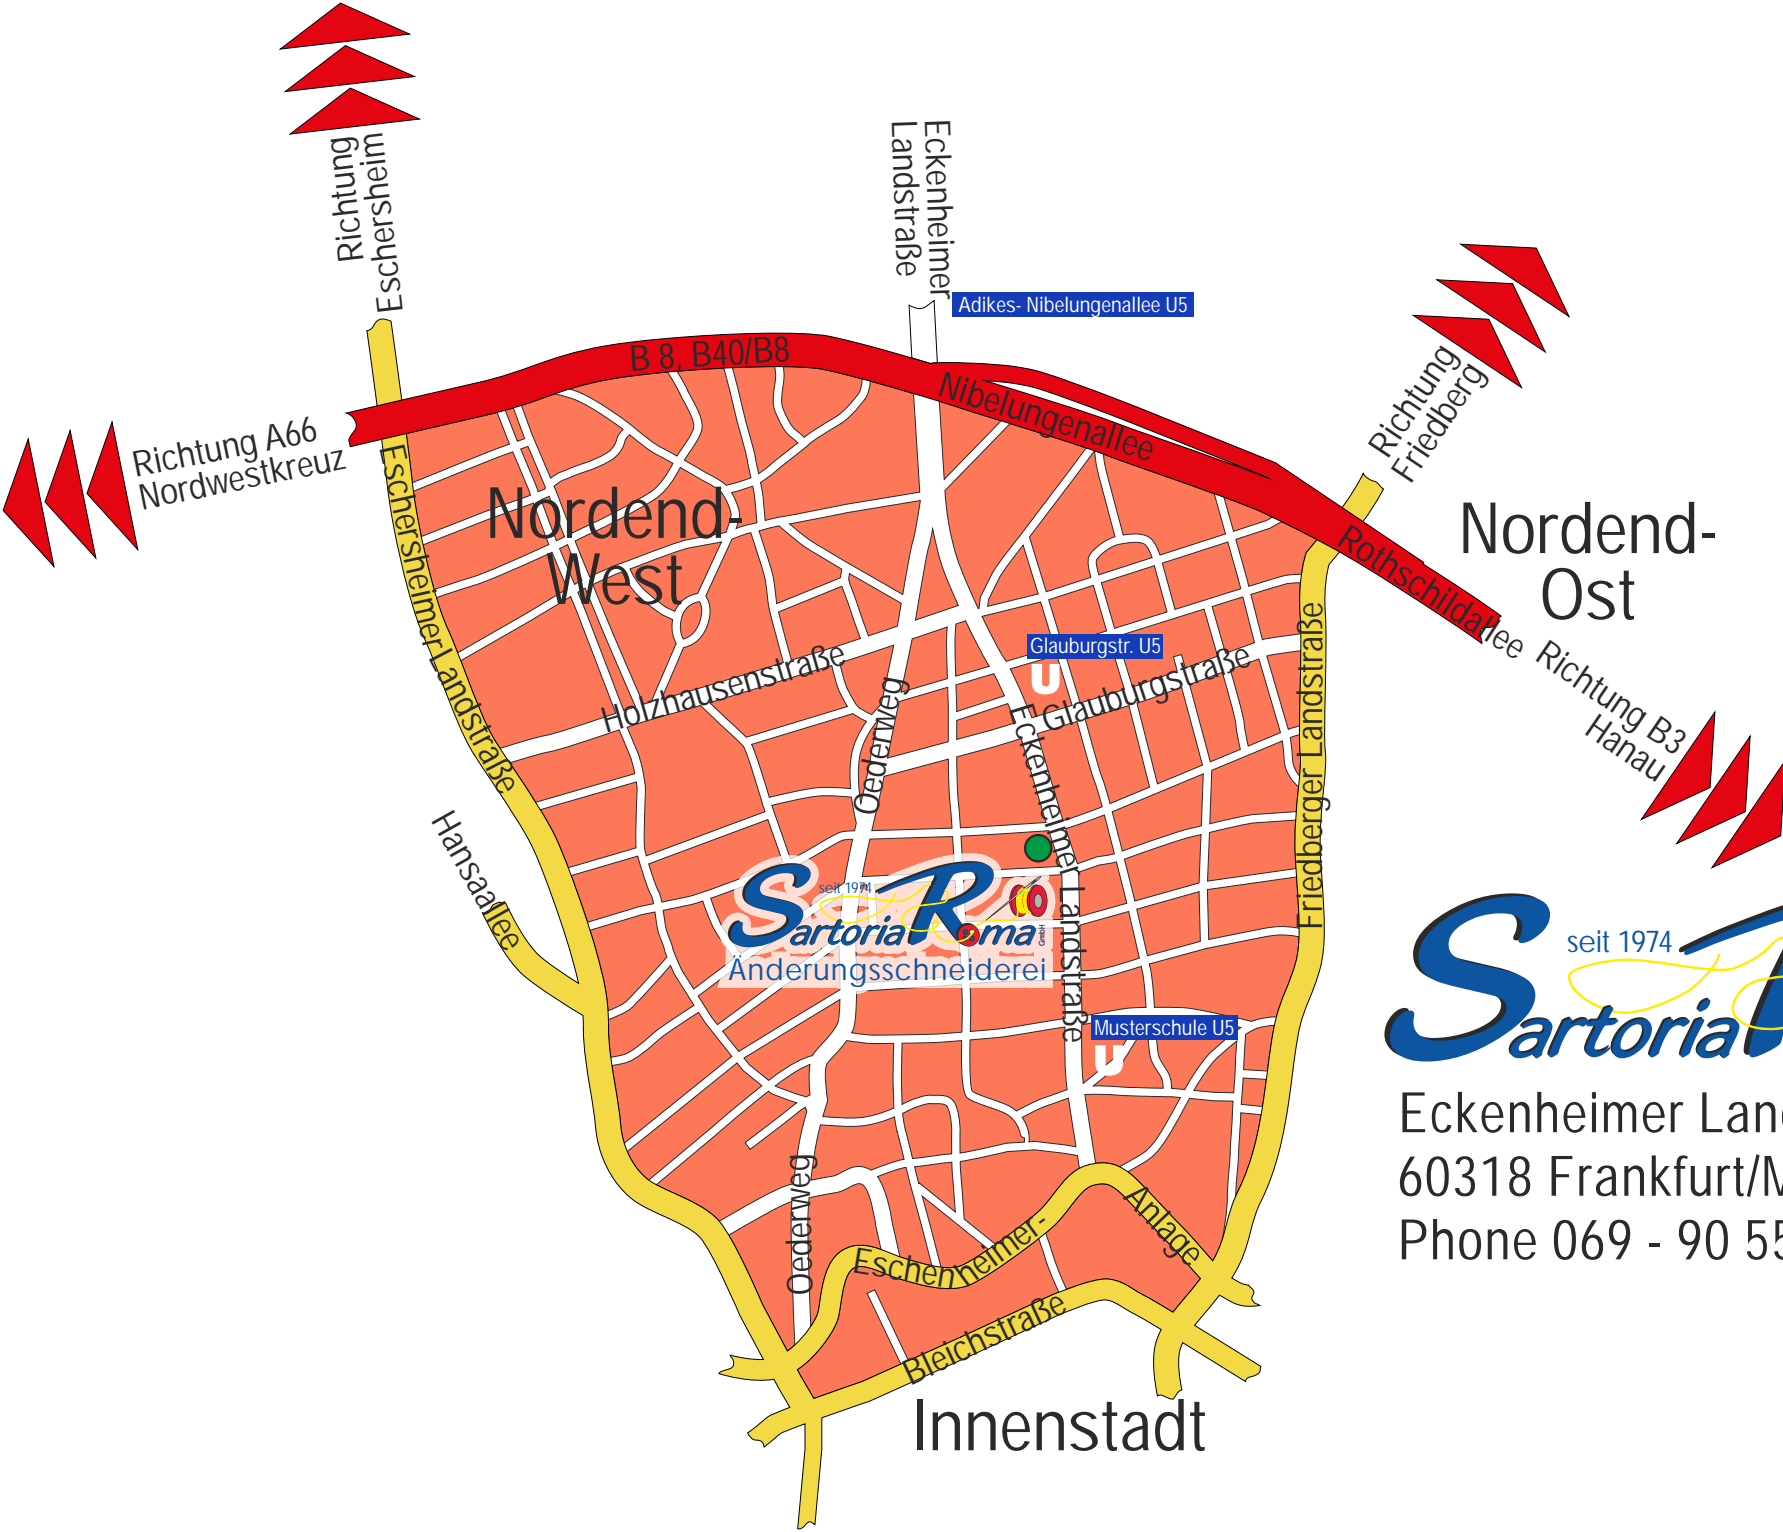 Richtung
Eschersheim
Eckenheimer
Landstraße
Adikes- Nibelungenallee U5
B 8, B40/B8
Nibelungenallee
Richtung
Friedberg
Richtung A66
Nordwestkreuz
Eschersheimer Landstraße
Nordend-
West
Nordend-
Ost
Rothschildallee
Richtung B3
Hanau
Glauburgstr. U5
U
Holzhausenstraße
Glauburgstraße
Oederweg
Eckenheimer Landstraße
Friedberger Landstraße
Hansaallee
seit 1974
Sartoria Roma
GmbH
Änderungsschneiderei
Musterschule U5
U
seit 1974
Sartoria R
Eckenheimer Lan
60318 Frankfurt/M
Phone 069 - 90 55
Oederweg
Eschenheimer-
Anlage
Bleichstraße
Innenstadt